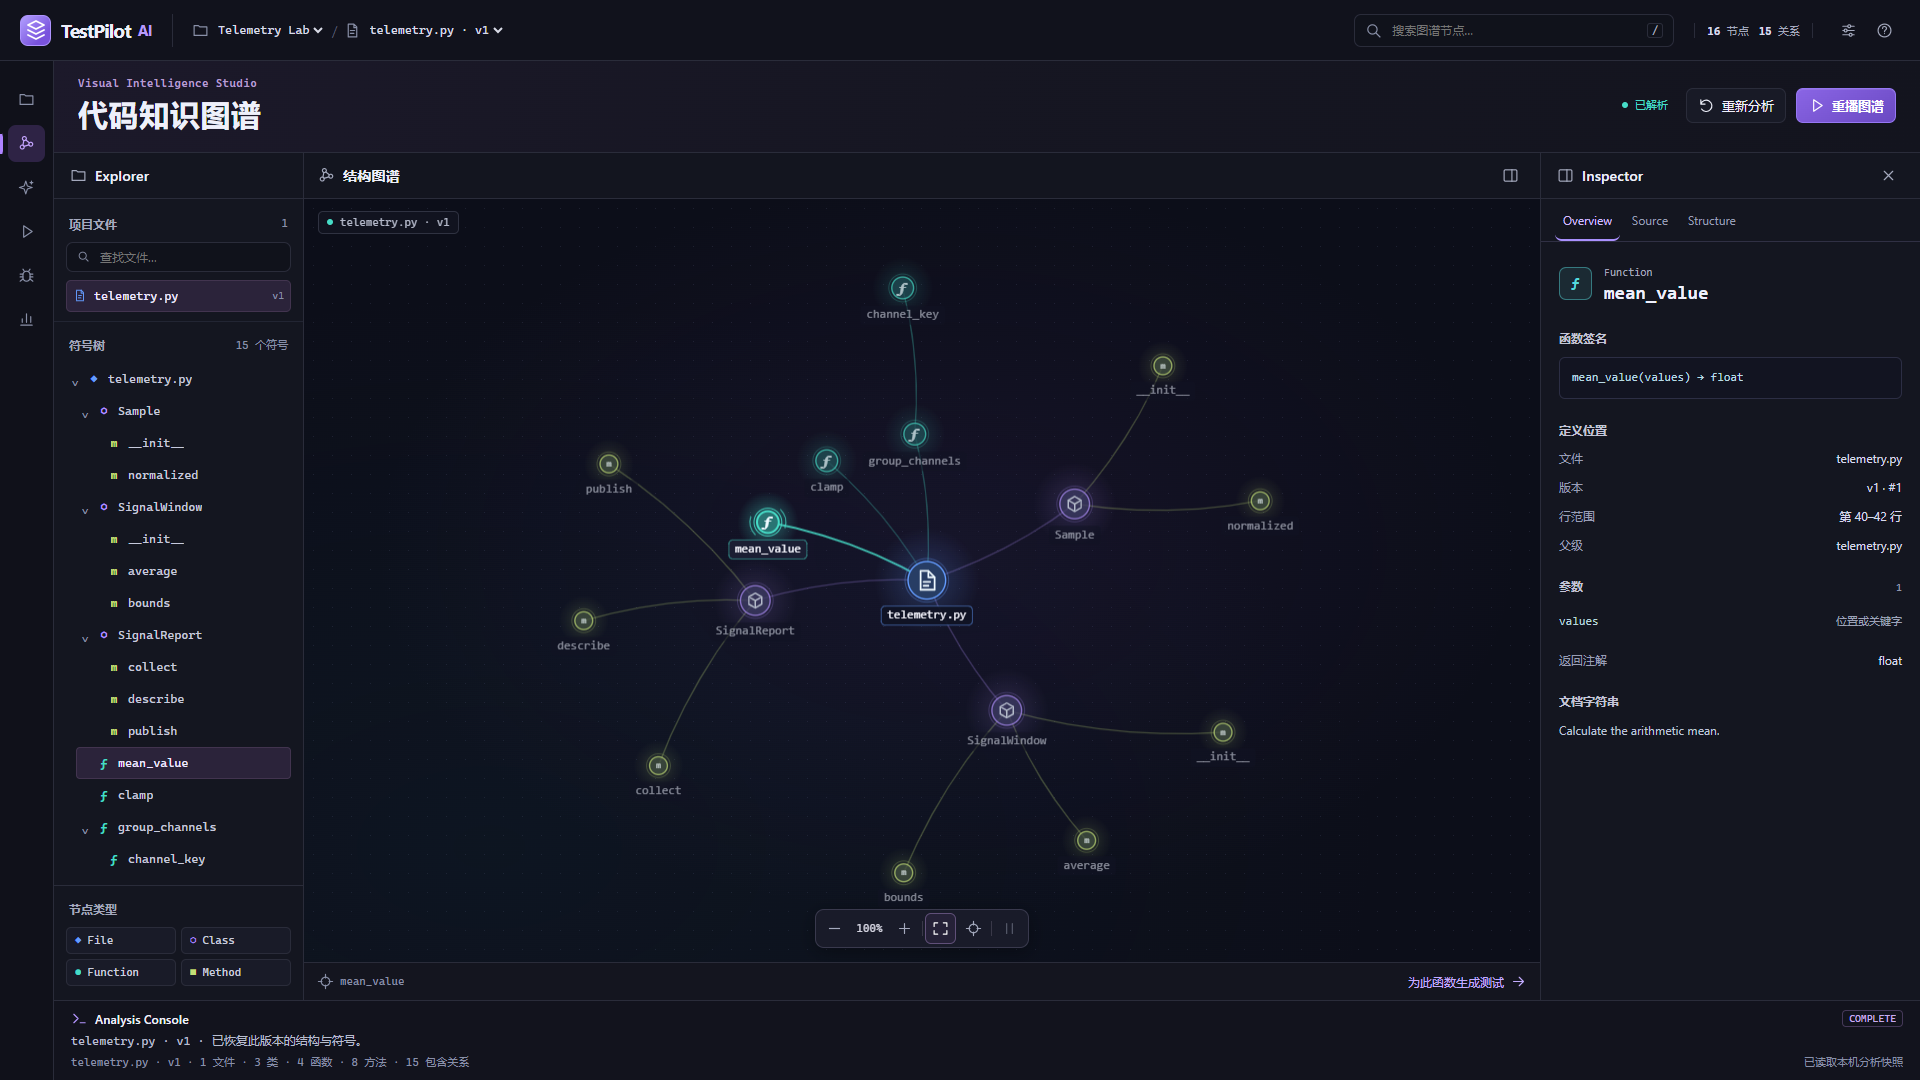 TestPilot AI
Telemetry Lab / telemetry.py · v1
搜索图谱节点... /
16 节点 15 关系
Visual Intelligence Studio
代码知识图谱
已解析
重新分析
重播图谱
Explorer
项目文件 1
查找文件...
telemetry.py v1
符号树 15 个符号
telemetry.py
Sample
__init__
normalized
SignalWindow
__init__
average
bounds
SignalReport
collect
describe
publish
mean_value
clamp
group_channels
channel_key
节点类型
File
Class
Function
Method
结构图谱
telemetry.py · v1
channel_key
__init__
group_channels
clamp
publish
normalized
Sample
mean_value
telemetry.py
SignalReport
describe
SignalWindow
__init__
collect
average
bounds
100%
mean_value
为此函数生成测试
Inspector
Overview Source Structure
Function
mean_value
函数签名
mean_value(values) → float
定义位置
文件 telemetry.py
版本 v1 · #1
行范围 第 40–42 行
父级 telemetry.py
参数 1
values 位置或关键字
返回注解 float
文档字符串
Calculate the arithmetic mean.
Analysis Console
COMPLETE
telemetry.py · v1 · 已恢复此版本的结构与符号。
telemetry.py · v1 · 1 文件 · 3 类 · 4 函数 · 8 方法 · 15 包含关系
已读取本机分析快照